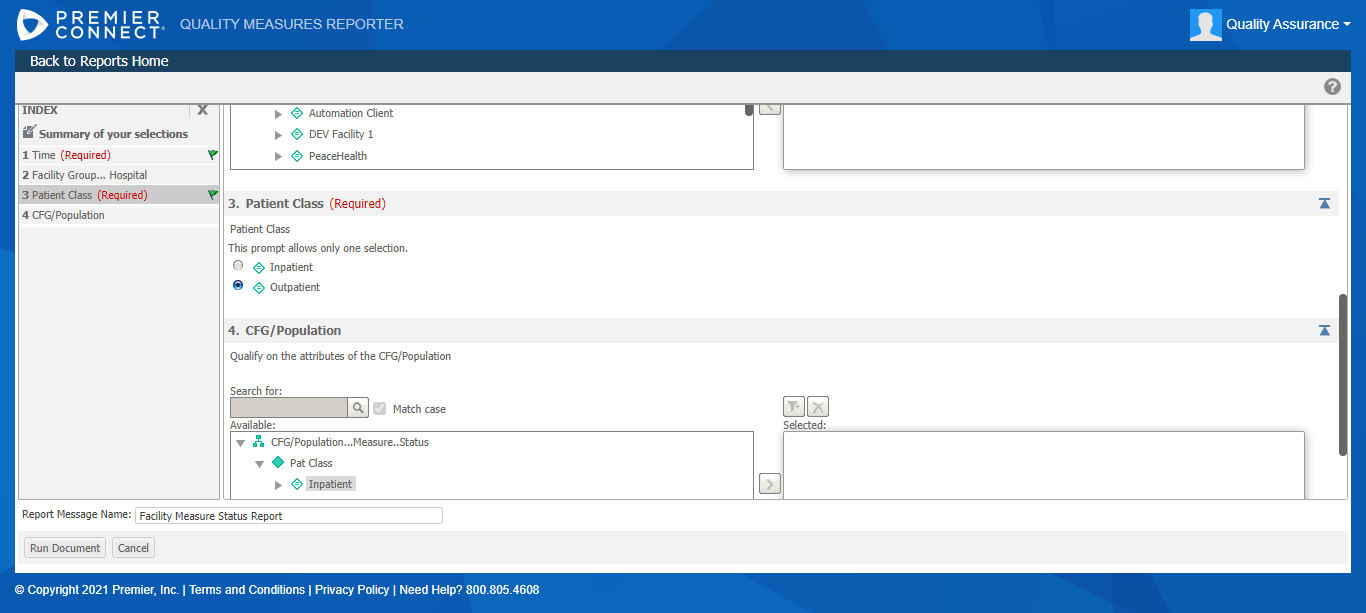 PREMIER CONNECT
QUALITY MEASURES REPORTER
Quality Assurance
Back to Reports Home
?
INDEX X
Summary of your selections
1 Time (Required)
2 Facility Group... Hospital
3 Patient Class (Required)
4 CFG/Population
Automation Client
DEV Facility 1
PeaceHealth
3. Patient Class (Required)
Patient Class
This prompt allows only one selection.
Inpatient
Outpatient
4. CFG/Population
Qualify on the attributes of the CFG/Population
Search for:
Match case
Available:
Selected:
CFG/Population...Measure..Status
Pat Class
Inpatient
Report Message Name: Facility Measure Status Report
Run Document Cancel
© Copyright 2021 Premier, Inc. | Terms and Conditions | Privacy Policy | Need Help? 800.805.4608